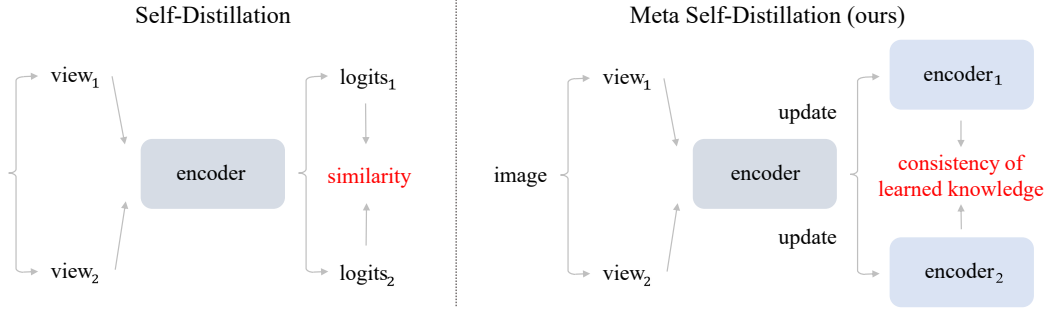 Self-Distillation
view₁
logits₁
encoder
similarity
view₂
logits₂
Meta Self-Distillation (ours)
image
view₁
encoder
view₂
update
update
encoder₁
consistency of
learned knowledge
encoder₂